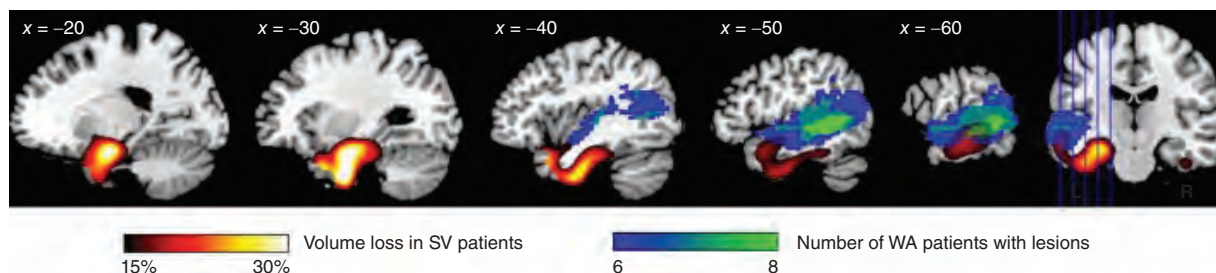 x = −20
x = −30
x = −40
x = −50
x = −60
L
R
Volume loss in SV patients
15%
30%
Number of WA patients with lesions
6
8